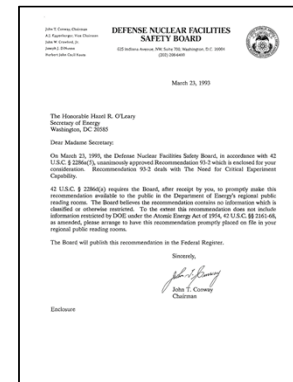 John T. Conway, Chairman
A.J. Eggenberger, Vice Chairman
John W. Crawford, Jr.
Joseph J. DiNunno
Herbert John Cecil Kouts
DEFENSE NUCLEAR FACILITIES
SAFETY BOARD
625 Indiana Avenue, NW, Suite 700, Washington, D.C. 20004
(202) 208-6400
March 23, 1993
The Honorable Hazel R. O'Leary
Secretary of Energy
Washington, DC 20585
Dear Madame Secretary:
On March 23, 1993, the Defense Nuclear Facilities Safety Board, in accordance with 42
U.S.C. § 2286a(5), unanimously approved Recommendation 93-2 which is enclosed for your
consideration. Recommendation 93-2 deals with The Need for Critical Experiment
Capability.
42 U.S.C. § 2286d(a) requires the Board, after receipt by you, to promptly make this
recommendation available to the public in the Department of Energy's regional public
reading rooms. The Board believes the recommendation contains no information which is
classified or otherwise restricted. To the extent this recommendation does not include
information restricted by DOE under the Atomic Energy Act of 1954, 42 U.S.C. §§ 2161-68,
as amended, please arrange to have this recommendation promptly placed on file in your
regional public reading rooms.
The Board will publish this recommendation in the Federal Register.
Sincerely,
John T. Conway
John T. Conway
Chairman
Enclosure